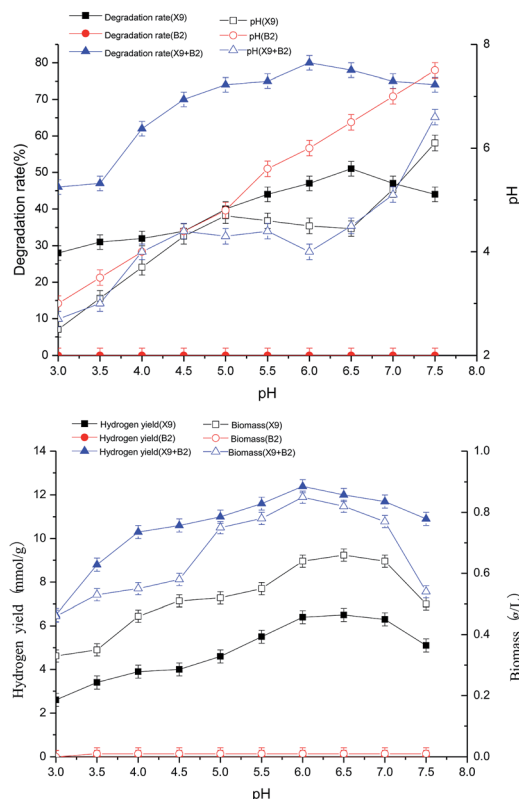 Degradation rate(X9) pH(X9)
Degradation rate(B2) pH(B2)
Degradation rate(X9+B2) pH(X9+B2)
Degradation rate(%)
80
70
60
50
40
30
20
10
0
8
6
4
2
pH
3.0 3.5 4.0 4.5 5.0 5.5 6.0 6.5 7.0 7.5 8.0
pH
Hydrogen yield(X9) Biomass(X9)
Hydrogen yield(B2) Biomass(B2)
Hydrogen yield(X9+B2) Biomass(X9+B2)
Hydrogen yield (mmol/g)
14
12
10
8
6
4
2
0
1.0
0.8
0.6
0.4
0.2
0.0
Biomass (g/L)
3.0 3.5 4.0 4.5 5.0 5.5 6.0 6.5 7.0 7.5 8.0
pH